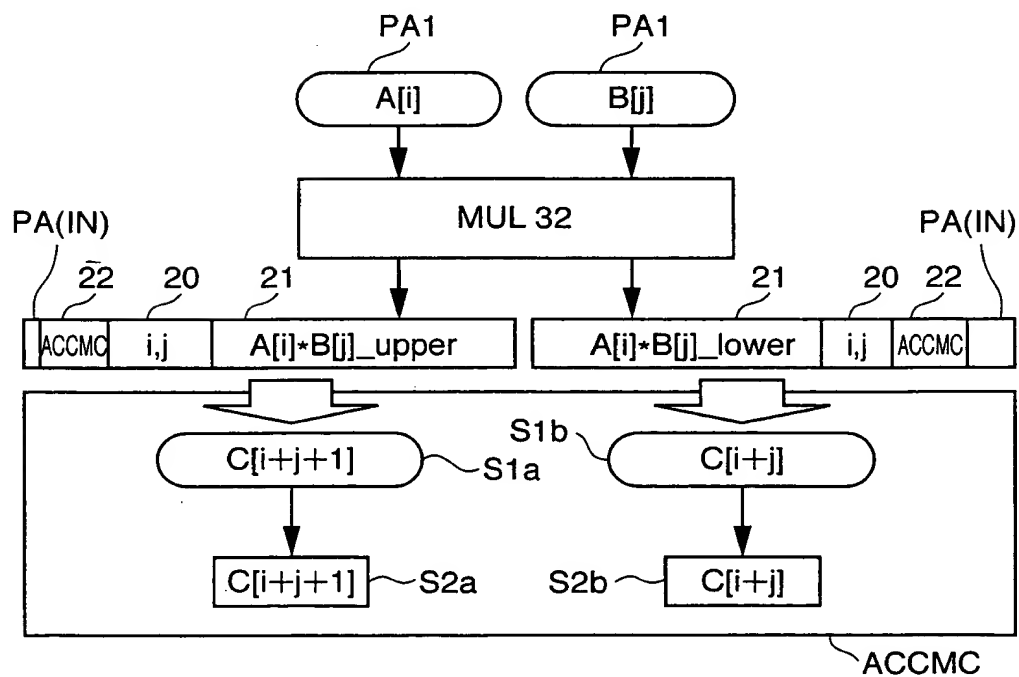 PA1 PA1
A[i] B[j]
MUL 32
PA(IN) PA(IN)
22 20 21 21 20 22
ACCMC i,j A[i]*B[j]_upper A[i]*B[j]_lower i,j ACCMC
C[i+j+1] S1a S1b C[i+j]
C[i+j+1] S2a S2b C[i+j]
ACCMC